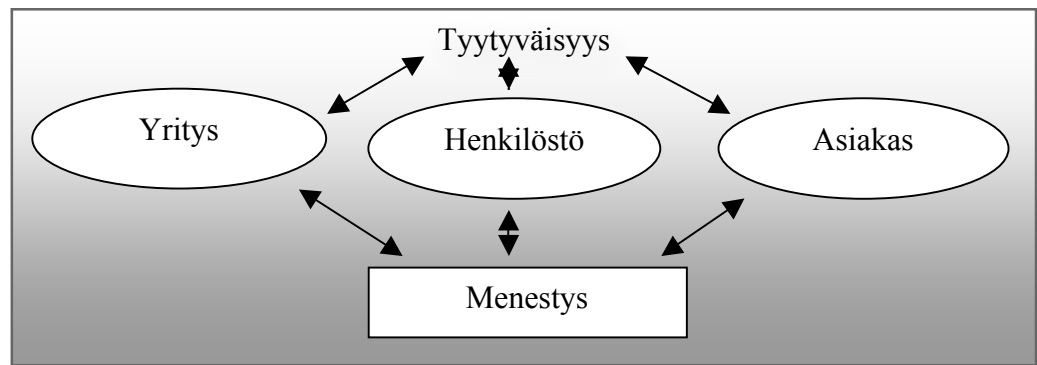 Tyytyväisyys
Yritys
Henkilöstö
Asiakas
Menestys